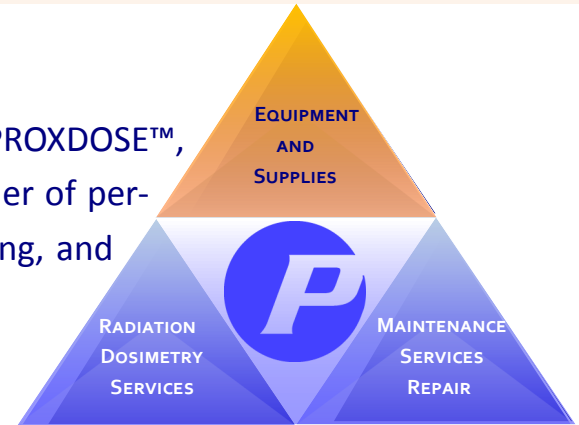 PROXDOSE™,
er of per-
ng, and
EQUIPMENT
AND
SUPPLIES
P
RADIATION
DOSIMETRY
SERVICES
MAINTENANCE
SERVICES
REPAIR